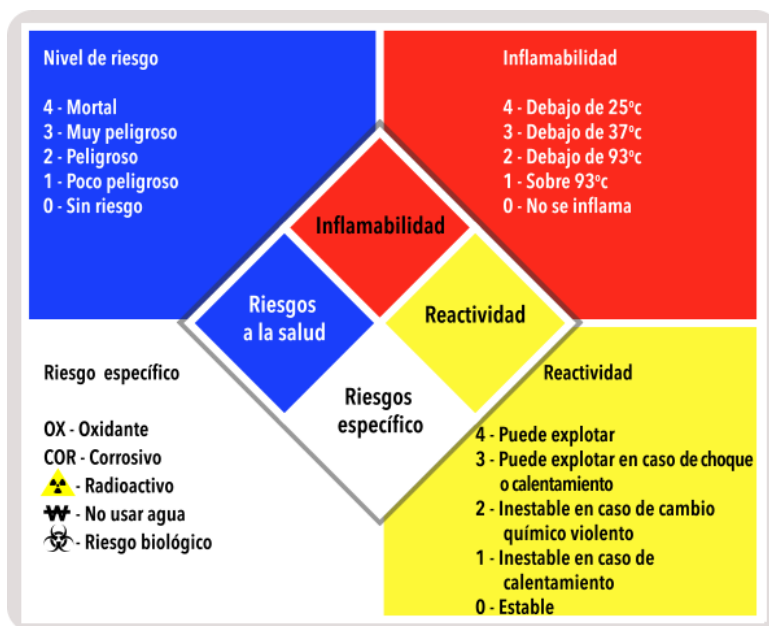 Nivel de riesgo
4 - Mortal
3 - Muy peligroso
2 - Peligroso
1 - Poco peligroso
0 - Sin riesgo
Inflamabilidad
4 - Debajo de 25ºc
3 - Debajo de 37ºc
2 - Debajo de 93ºc
1 - Sobre 93ºc
0 - No se inflama
Inflamabilidad
Riesgos
a la salud
Reactividad
Riesgos
específico
Riesgo específico
OX - Oxidante
COR - Corrosivo
- Radioactivo
W - No usar agua
- Riesgo biológico
Reactividad
4 - Puede explotar
3 - Puede explotar en caso de choque
o calentamiento
2 - Inestable en caso de cambio
químico violento
1 - Inestable en caso de
calentamiento
0 - Estable